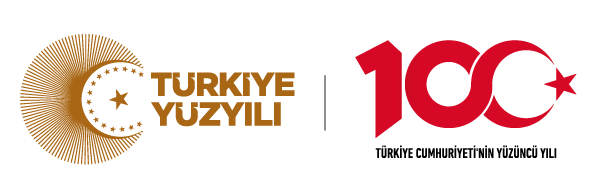 TÜRKİYE
YÜZYILI
100
TÜRKİYE CUMHURİYETİ'NİN YÜZÜNCÜ YILI